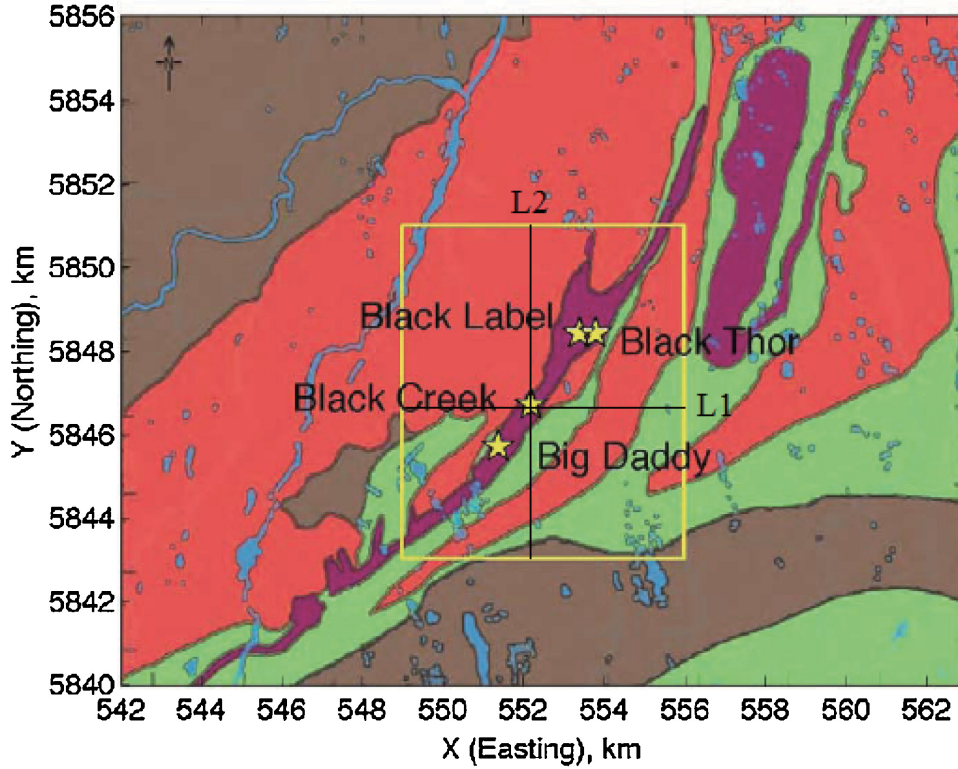 5856
5854
5852
5850
5848
5846
5844
5842
5840
Y (Northing), km
L2
Black Label
Black Thor
Black Creek
L1
Big Daddy
542 544 546 548 550 552 554 556 558 560 562
X (Easting), km